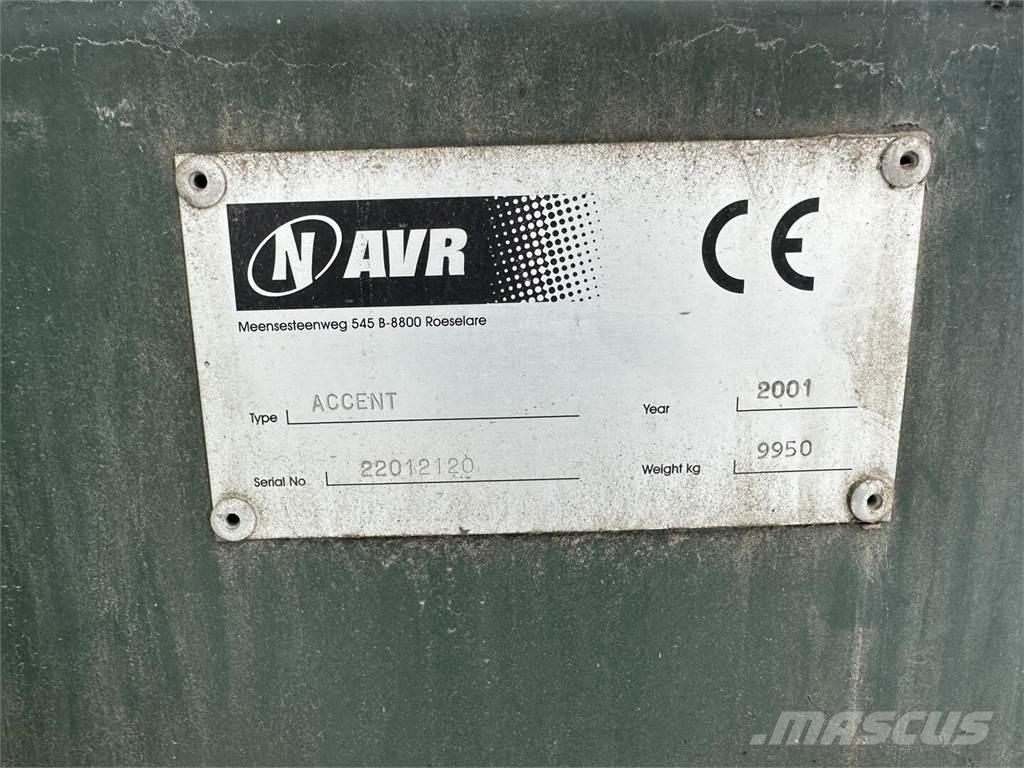 N AVR
CE
Meensesteenweg 545 B-8800 Roeselare
Type ACCENT
Year 2001
Serial No 22012120
Weight kg 9950
MASCUS